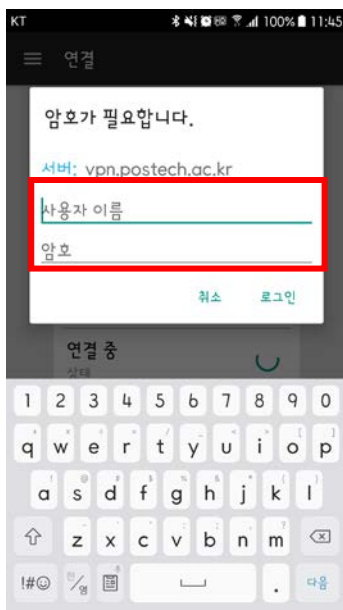 KT 100% 11:45
연결
암호가 필요합니다.
서버: vpn.postech.ac.kr
사용자 이름
암호
취소 로그인
연결 중
상태
1 2 3 4 5 6 7 8 9 0
q w e r t y u i o p
a s d f g h j k l
z x c v b n m
!#☺ 한/영 .
다음